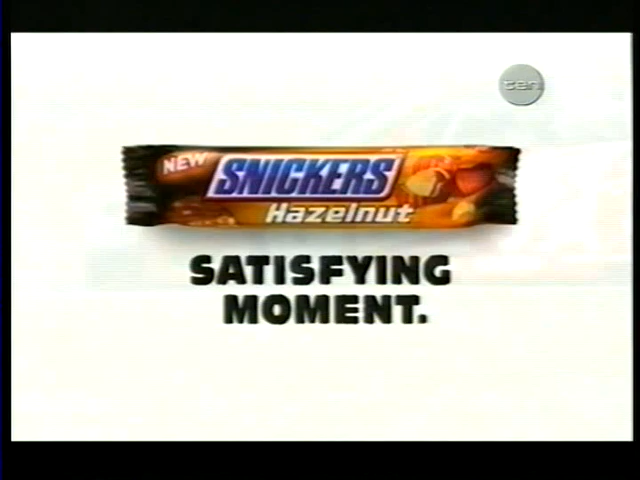 ten
NEW
SNICKERS
Hazelnut
SATISFYING
MOMENT.